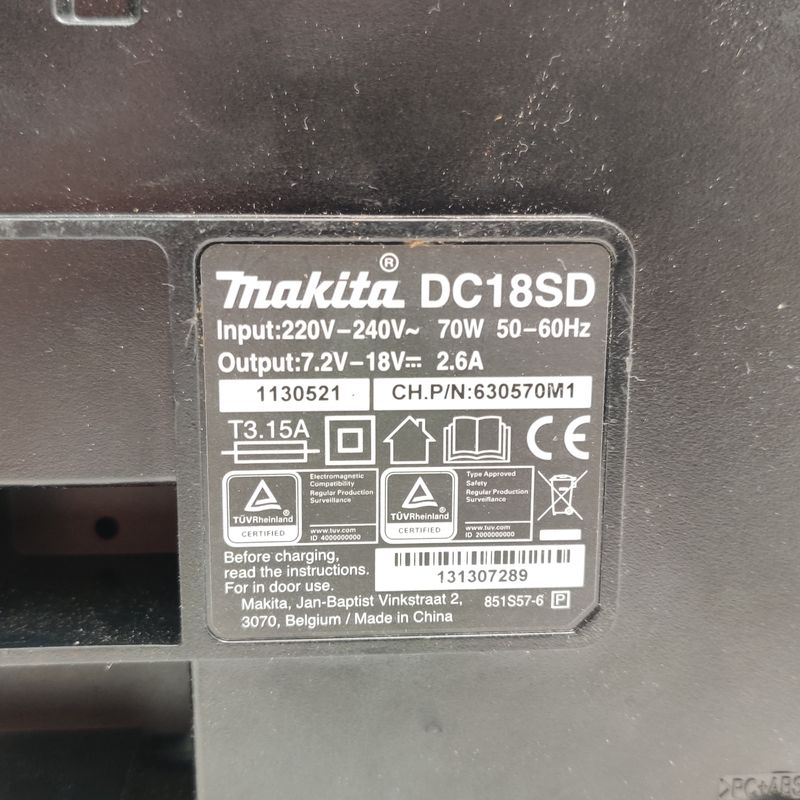 makita® DC18SD
Input:220V–240V~ 70W 50–60Hz
Output:7.2V–18V⎓ 2.6A
1130521 CH.P/N:630570M1
T3.15A CE
TÜVRheinland
CERTIFIED
Electromagnetic
Compatibility
Regular Production
Surveillance
www.tuv.com
ID 4000000000
TÜVRheinland
CERTIFIED
Type Approved
Safety
Regular Production
Surveillance
www.tuv.com
ID 2000000000
Before charging,
read the instructions.
For in door use.
131307289
Makita, Jan-Baptist Vinkstraat 2,
3070, Belgium / Made in China
851S57-6 P
>PC+ABS